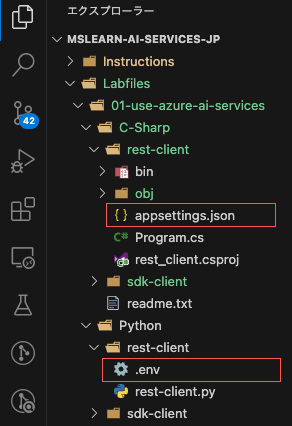 エクスプローラー
MSLEARN-AI-SERVICES-JP
Instructions
Labfiles
01-use-azure-ai-services
C-Sharp
rest-client
bin
obj
appsettings.json
Program.cs
rest_client.csproj
sdk-client
readme.txt
Python
rest-client
.env
rest-client.py
sdk-client
42